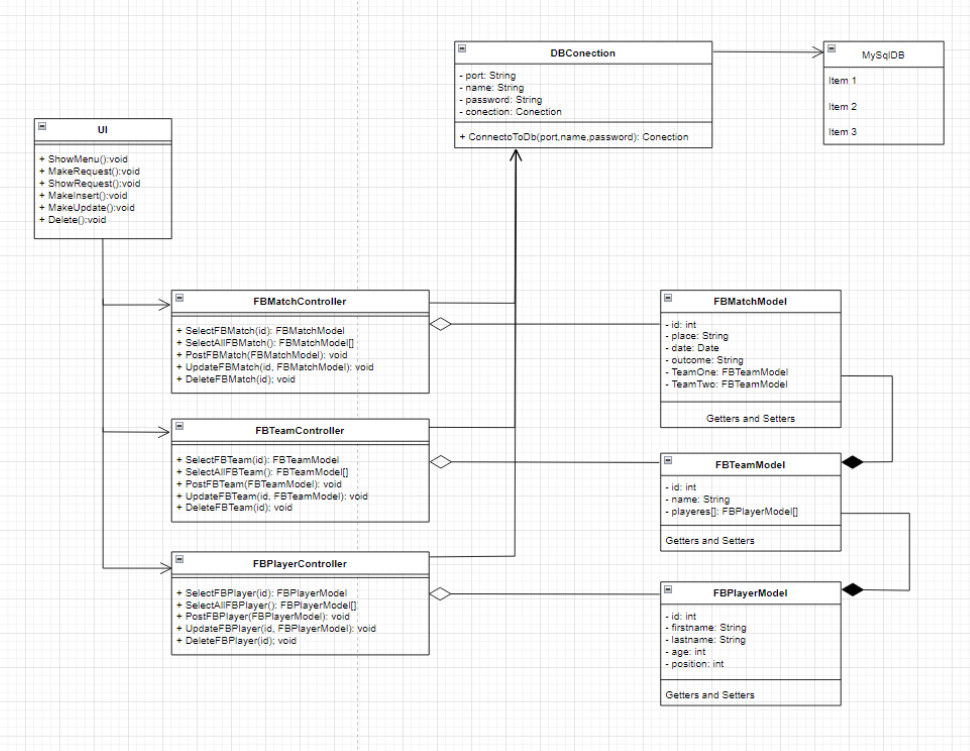 DBConection
- port: String
- name: String
- password: String
- conection: Conection
+ ConnectoToDb(port,name,password): Conection
MySqlDB
Item 1
Item 2
Item 3
UI
+ ShowMenu():void
+ MakeRequest():void
+ ShowRequest():void
+ MakeInsert():void
+ MakeUpdate():void
+ Delete():void
FBMatchController
+ SelectFBMatch(id): FBMatchModel
+ SelectAllFBMatch(): FBMatchModel[]
+ PostFBMatch(FBMatchModel): void
+ UpdateFBMatch(id, FBMatchModel): void
+ DeleteFBMatch(id); void
FBMatchModel
- id: int
- place: String
- date: Date
- outcome: String
- TeamOne: FBTeamModel
- TeamTwo: FBTeamModel
Getters and Setters
FBTeamController
+ SelectFBTeam(id): FBTeamModel
+ SelectAllFBTeam(): FBTeamModel[]
+ PostFBTeam(FBTeamModel): void
+ UpdateFBTeam(id, FBTeamModel): void
+ DeleteFBTeam(id); void
FBTeamModel
- id: int
- name: String
- playeres[]: FBPlayerModel[]
Getters and Setters
FBPlayerController
+ SelectFBPlayer(id): FBPlayerModel
+ SelectAllFBPlayer(): FBPlayerModel[]
+ PostFBPlayer(FBPlayerModel): void
+ UpdateFBPlayer(id, FBPlayerModel): void
+ DeleteFBPlayer(id); void
FBPlayerModel
- id: int
- firstname: String
- lastname: String
- age: int
- position: int
Getters and Setters